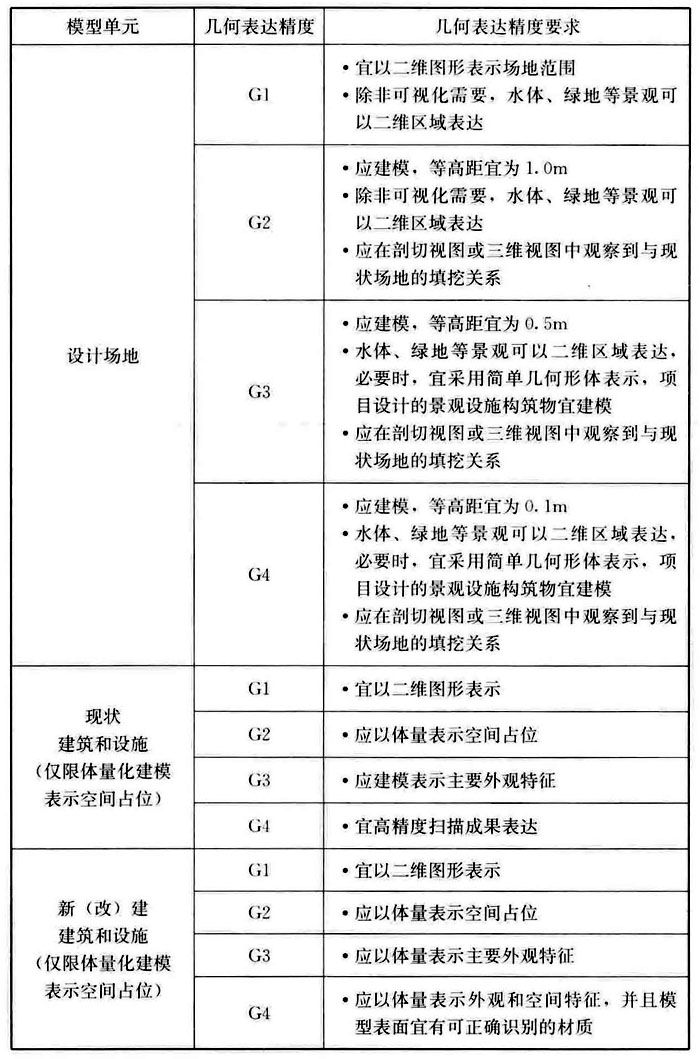 模型单元 几何表达精度 几何表达精度要求
设计场地
G1
•宜以二维图形表示场地范围
•除非可视化需要，水体、绿地等景观可
以二维区域表达
G2
•应建模，等高距宜为1.0m
•除非可视化需要，水体、绿地等景观可
以二维区域表达
•应在剖切视图或三维视图中观察到与现
状场地的填挖关系
G3
•应建模，等高距宜为0.5m
•水体、绿地等景观可以二维区域表达，
必要时，宜采用简单几何形体表示，项
目设计的景观设施构筑物宜建模
•应在剖切视图或三维视图中观察到与现
状场地的填挖关系
G4
•应建模，等高距宜为0.1m
•水体、绿地等景观可以二维区域表达，
必要时，宜采用简单几何形体表示，项
目设计的景观设施构筑物宜建模
•应在剖切视图或三维视图中观察到与现
状场地的填挖关系
现状
建筑和设施
（仅限体量化建模
表示空间占位）
G1 •宜以二维图形表示
G2 •应以体量表示空间占位
G3 •应建模表示主要外观特征
G4 •宜高精度扫描成果表达
新（改）建
建筑和设施
（仅限体量化建模
表示空间占位）
G1 •宜以二维图形表示
G2 •应以体量表示空间占位
G3 •应以体量表示主要外观特征
G4
•应以体量表示外观和空间特征，并且模
型表面宜有可正确识别的材质